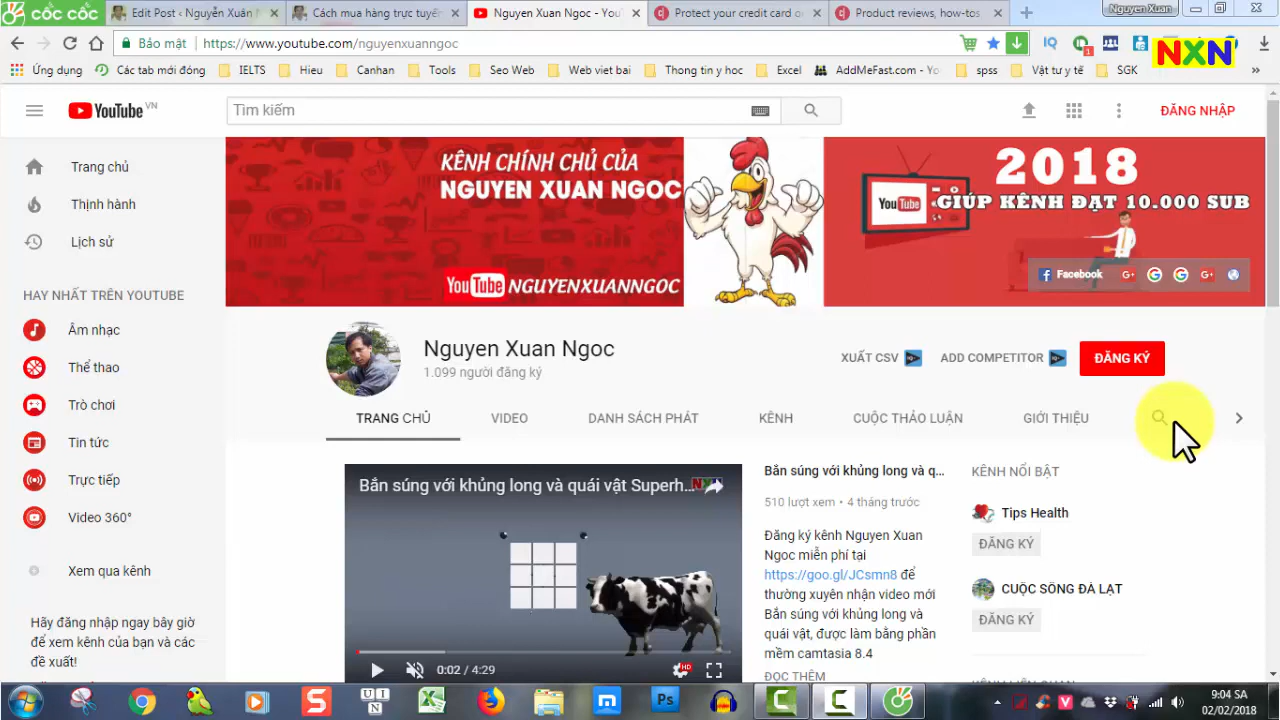 cốc cốc
Edit Post ‹ Nguyễn Xuân N
Cách mua hàng trực tuyế
Nguyen Xuan Ngoc - You
Protect your credit card o
Product reviews, how-tos
Nguyen Xuan
Bảo mật
https://www.youtube.com/nguyenxuanngoc
1
NXN
Ứng dụng
Các tab mới đóng
IELTS
Hieu
Canhan
Tools
Seo Web
Web viet bai
Thong tin y hoc
Excel
AddMeFast.com - Yo
spss
Vật tư y tế
SGK
YouTube VN
Tìm kiếm
ĐĂNG NHẬP
Trang chủ
Thịnh hành
Lịch sử
HAY NHẤT TRÊN YOUTUBE
Âm nhạc
Thể thao
Trò chơi
Tin tức
Trực tiếp
Video 360°
Xem qua kênh
Hãy đăng nhập ngay bây giờ
để xem kênh của bạn và các
đề xuất!
KÊNH CHÍNH CHỦ CỦA
NGUYEN XUAN NGOC
YouTube NGUYENXUANNGOC
2018
YouTube
GIÚP KÊNH ĐẠT 10.000 SUB
Facebook
Nguyen Xuan Ngoc
1.099 người đăng ký
XUẤT CSV
ADD COMPETITOR
ĐĂNG KÝ
TRANG CHỦ
VIDEO
DANH SÁCH PHÁT
KÊNH
CUỘC THẢO LUẬN
GIỚI THIỆU
Bắn súng với khủng long và quái vật Superh...
NXN
0:02 / 4:29
HD
Bắn súng với khủng long và q...
510 lượt xem • 4 tháng trước
Đăng ký kênh Nguyen Xuan
Ngoc miễn phí tại
https://goo.gl/JCsmn8 để
thường xuyên nhận video mới
Bắn súng với khủng long và
quái vật, được làm bằng phần
mềm camtasia 8.4
ĐỌC THÊM
KÊNH NỔI BẬT
Tips Health
ĐĂNG KÝ
CUỘC SỐNG ĐÀ LẠT
ĐĂNG KÝ
9:04 SA
02/02/2018